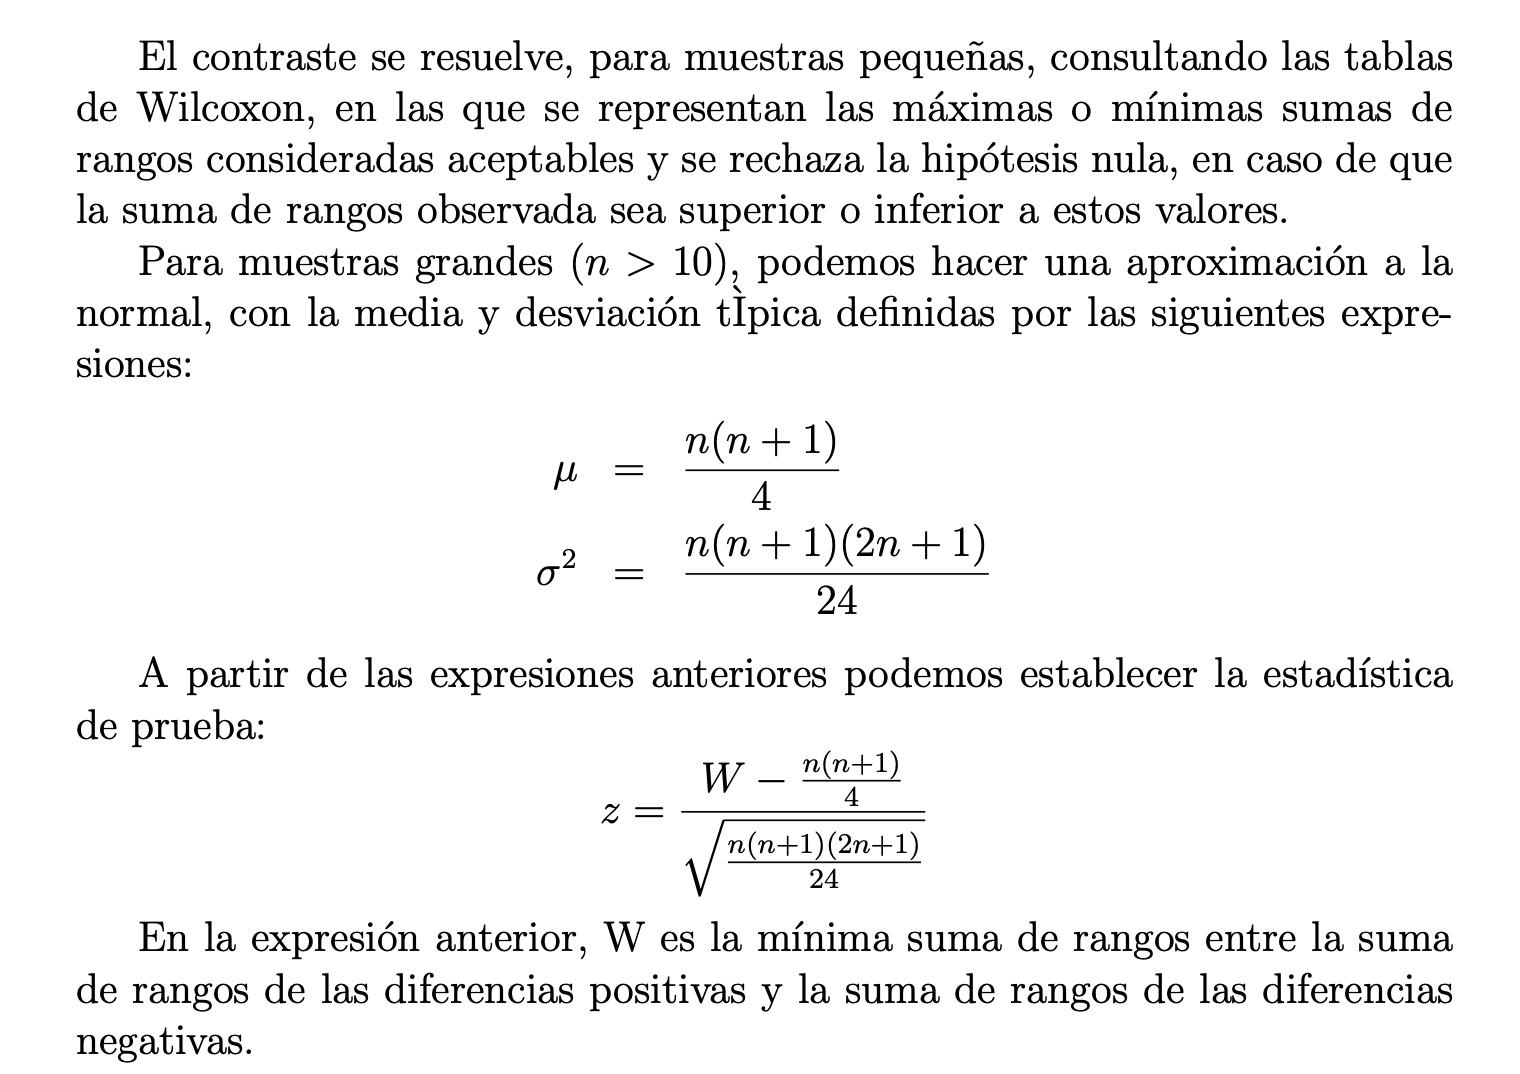 El contraste se resuelve, para muestras pequeñas, consultando las tablas
de Wilcoxon, en las que se representan las máximas o mínimas sumas de
rangos consideradas aceptables y se rechaza la hipótesis nula, en caso de que
la suma de rangos observada sea superior o inferior a estos valores.
Para muestras grandes (n > 10), podemos hacer una aproximación a la
normal, con la media y desviación tÌpica definidas por las siguientes expre-
siones:
μ = \frac{n(n + 1)}{4}
σ² = \frac{n(n + 1)(2n + 1)}{24}
A partir de las expresiones anteriores podemos establecer la estadística
de prueba:
z = \frac{W - \frac{n(n+1)}{4}}{\sqrt{\frac{n(n+1)(2n+1)}{24}}}
En la expresión anterior, W es la mínima suma de rangos entre la suma
de rangos de las diferencias positivas y la suma de rangos de las diferencias
negativas.